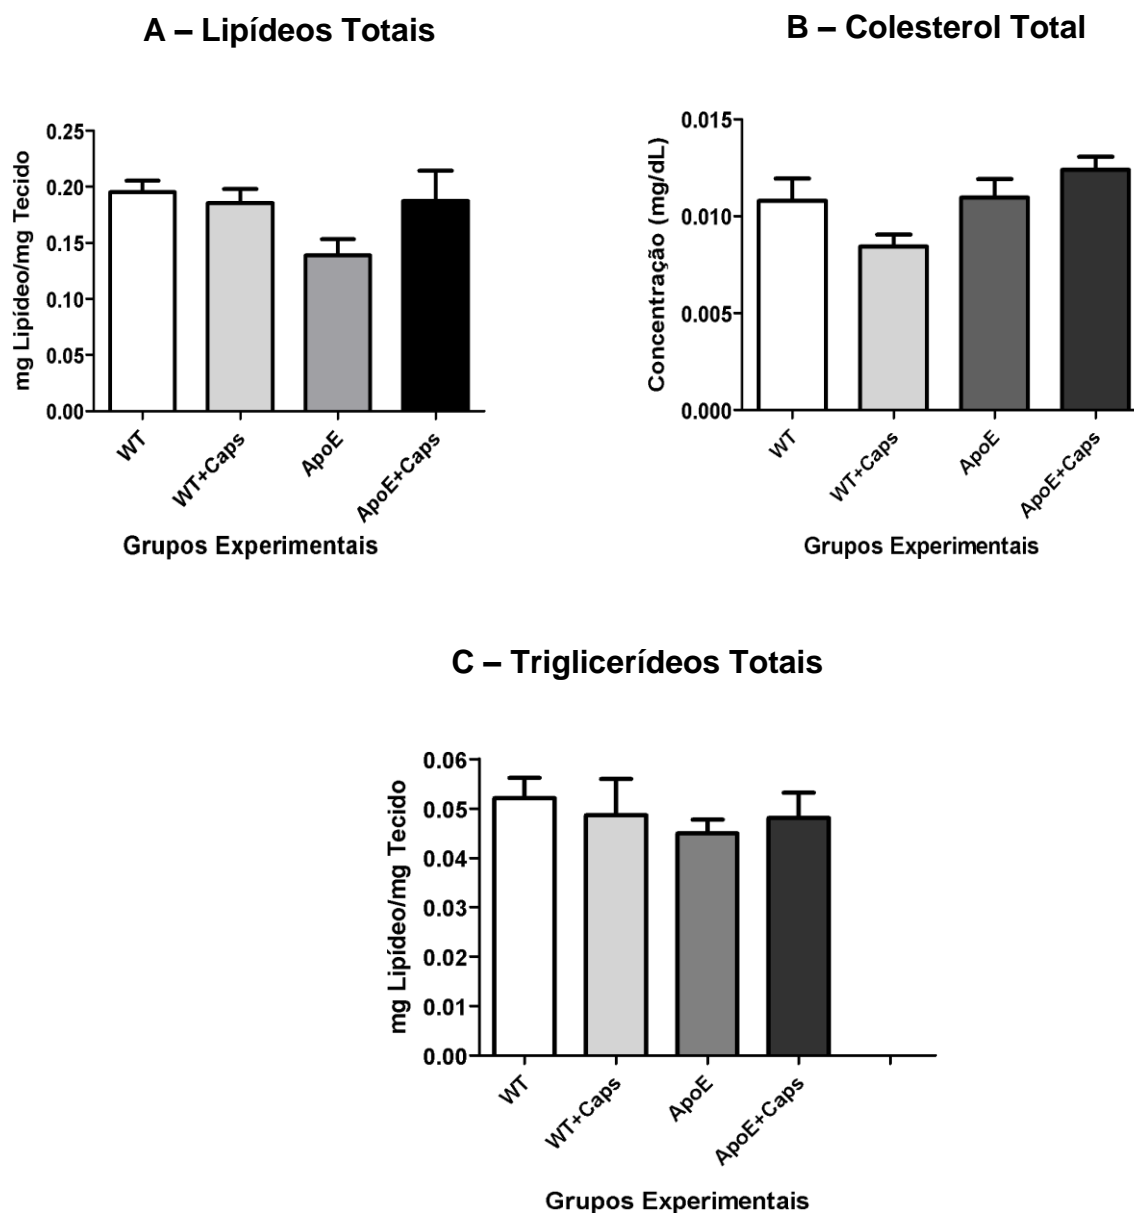 A – Lipídeos Totais
mg Lipídeo/mg Tecido
0.25
0.20
0.15
0.10
0.05
0.00
WT
WT+Caps
ApoE
ApoE+Caps
Grupos Experimentais
B – Colesterol Total
Concentração (mg/dL)
0.015
0.010
0.005
0.000
WT
WT+Caps
ApoE
ApoE+Caps
Grupos Experimentais
C – Triglicerídeos Totais
mg Lipídeo/mg Tecido
0.06
0.05
0.04
0.03
0.02
0.01
0.00
WT
WT+Caps
ApoE
ApoE+Caps
Grupos Experimentais